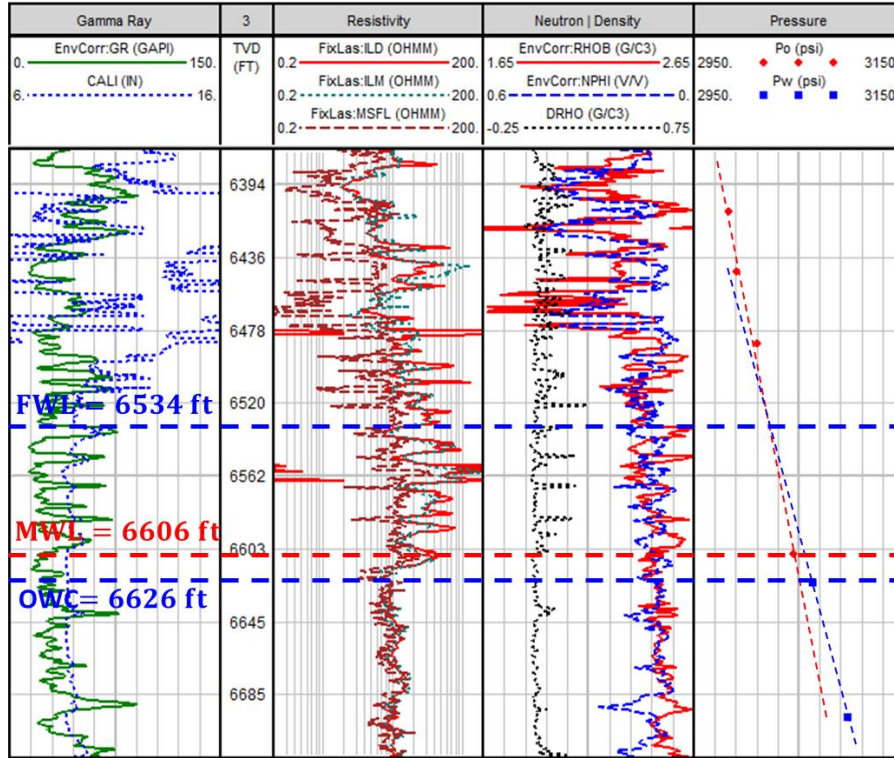 Gamma Ray 3 Resistivity Neutron | Density Pressure
EnvCorr:GR (GAPI)
0. 150.
CALI (IN)
6. 16.
TVD
(FT)
FixLas:ILD (OHMM)
0.2 200.
FixLas:ILM (OHMM)
0.2 200.
FixLas:MSFL (OHMM)
0.2 200.
EnvCorr:RHOB (G/C3)
1.65 2.65
EnvCorr:NPHI (V/V)
0.6 0.
DRHO (G/C3)
-0.25 0.75
Po (psi)
2950. 3150.
Pw (psi)
2950. 3150.
6394
6436
6478
6520
FWL = 6534 ft
6562
MWL = 6606 ft
6603
OWC= 6626 ft
6645
6685